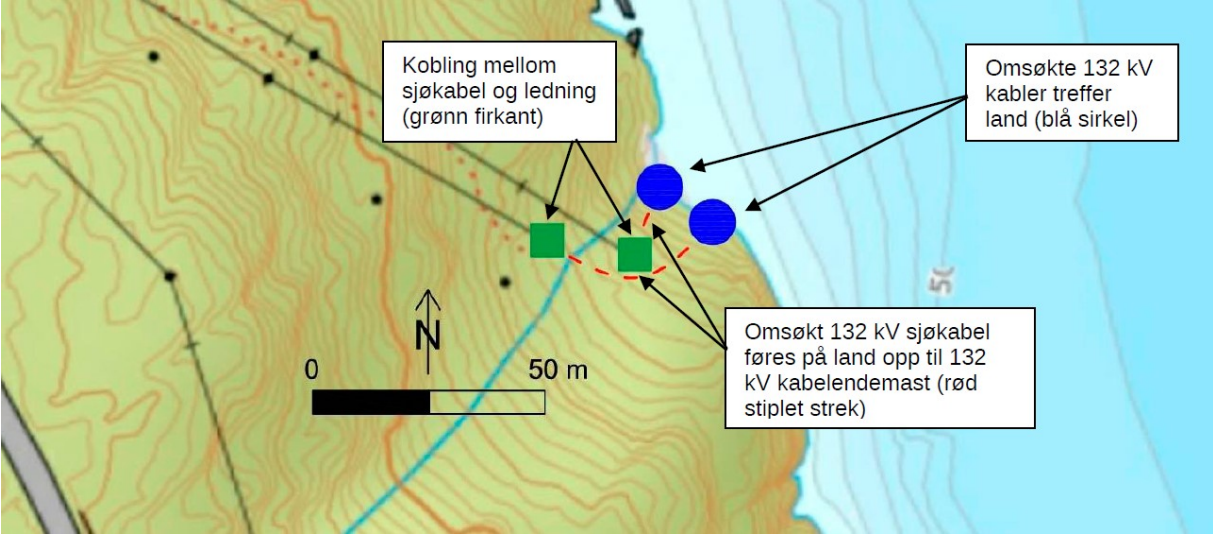 Kobling mellom
sjøkabel og ledning
(grønn firkant)
Omsøkte 132 kV
kabler treffer
land (blå sirkel)
N
0
50 m
Omsøkt 132 kV sjøkabel
føres på land opp til 132
kV kabelendemast (rød
stiplet strek)